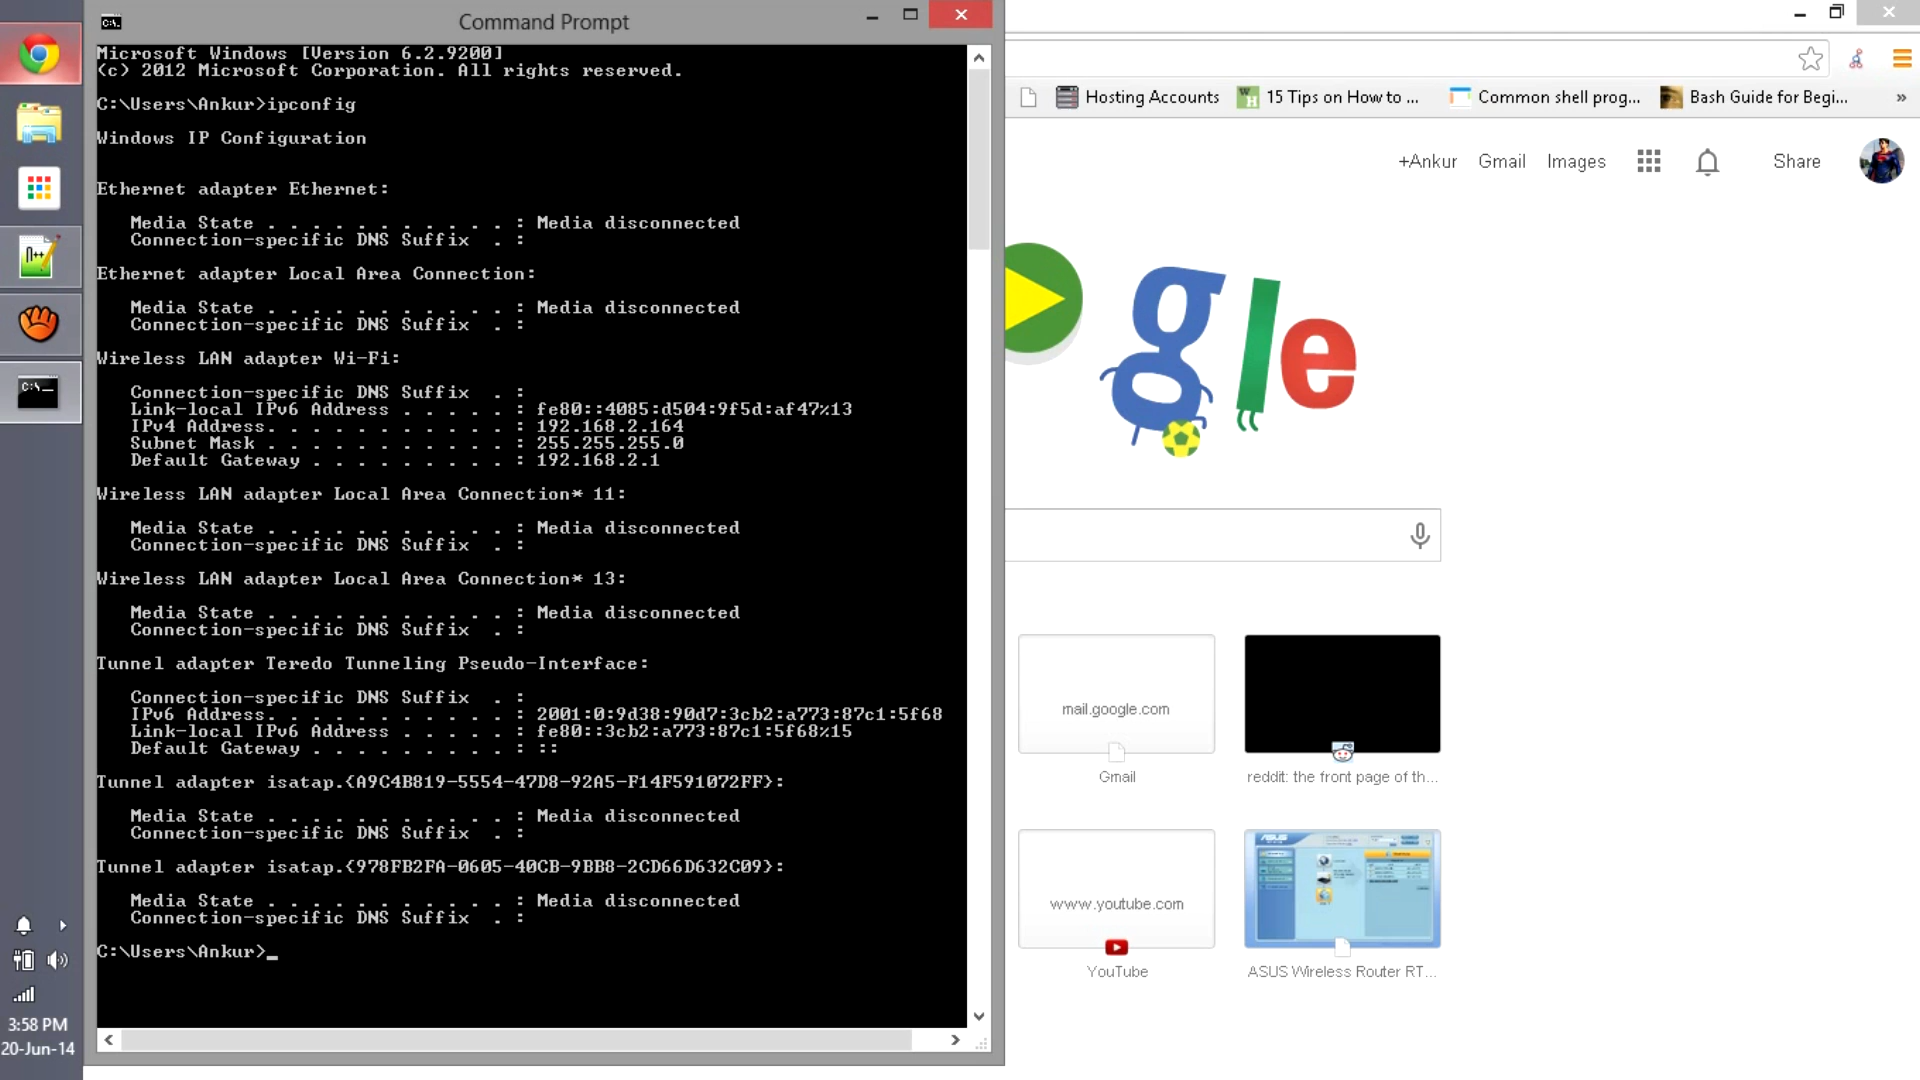 Command Prompt
Microsoft Windows [Version 6.2.9200]
(c) 2012 Microsoft Corporation. All rights reserved.
C:\Users\Ankur>ipconfig
Windows IP Configuration
Ethernet adapter Ethernet:
Media State . . . . . . . . . . . : Media disconnected
Connection-specific DNS Suffix  . :
Ethernet adapter Local Area Connection:
Media State . . . . . . . . . . . : Media disconnected
Connection-specific DNS Suffix  . :
Wireless LAN adapter Wi-Fi:
Connection-specific DNS Suffix  . :
Link-local IPv6 Address . . . . . : fe80::4085:d504:9f5d:af47%13
IPv4 Address. . . . . . . . . . . : 192.168.2.164
Subnet Mask . . . . . . . . . . . : 255.255.255.0
Default Gateway . . . . . . . . . : 192.168.2.1
Wireless LAN adapter Local Area Connection* 11:
Media State . . . . . . . . . . . : Media disconnected
Connection-specific DNS Suffix  . :
Wireless LAN adapter Local Area Connection* 13:
Media State . . . . . . . . . . . : Media disconnected
Connection-specific DNS Suffix  . :
Tunnel adapter Teredo Tunneling Pseudo-Interface:
Connection-specific DNS Suffix  . :
IPv6 Address. . . . . . . . . . . : 2001:0:9d38:90d7:3cb2:a773:87c1:5f68
Link-local IPv6 Address . . . . . : fe80::3cb2:a773:87c1:5f68%15
Default Gateway . . . . . . . . . : ::
Tunnel adapter isatap.{A9C4B819-5554-47D8-92A5-F14F591072FF}:
Media State . . . . . . . . . . . : Media disconnected
Connection-specific DNS Suffix  . :
Tunnel adapter isatap.{978FB2FA-0605-40CB-9BB8-2CD66D632C09}:
Media State . . . . . . . . . . . : Media disconnected
Connection-specific DNS Suffix  . :
C:\Users\Ankur>_
Hosting Accounts 15 Tips on How to ... Common shell prog... Bash Guide for Begi... »
+Ankur Gmail Images Share
gle
mail.google.com
Gmail reddit: the front page of th...
www.youtube.com
YouTube ASUS Wireless Router RT...
3:58 PM
20-Jun-14